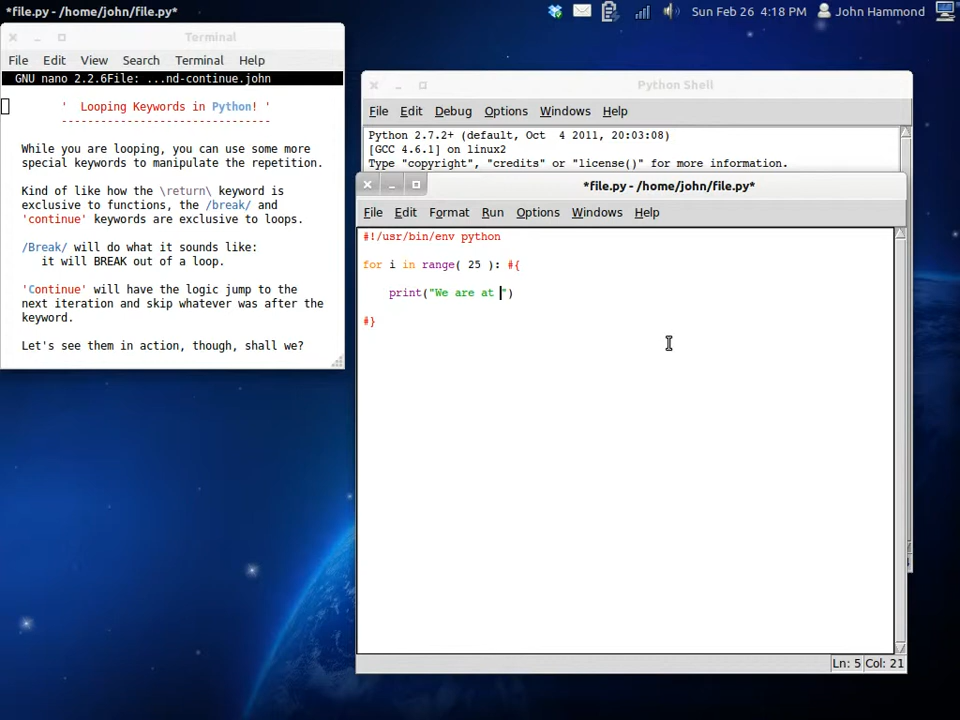 *file.py - /home/john/file.py*
Sun Feb 26 4:18 PM John Hammond
Terminal
File Edit View Search Terminal Help
GNU nano 2.2.6File: ...nd-continue.john
' Looping Keywords in Python! '
--------------------------------
While you are looping, you can use some more
special keywords to manipulate the repetition.
Kind of like how the \return\ keyword is
exclusive to functions, the /break/ and
'continue' keywords are exclusive to loops.
/Break/ will do what it sounds like:
it will BREAK out of a loop.
'Continue' will have the logic jump to the
next iteration and skip whatever was after the
keyword.
Let's see them in action, though, shall we?
Python Shell
File Edit Debug Options Windows Help
Python 2.7.2+ (default, Oct  4 2011, 20:03:08)
[GCC 4.6.1] on linux2
Type "copyright", "credits" or "license()" for more information.
*file.py - /home/john/file.py*
File Edit Format Run Options Windows Help
#!/usr/bin/env python
for i in range( 25 ): #{
print("We are at ")
#}
Ln: 5 Col: 21